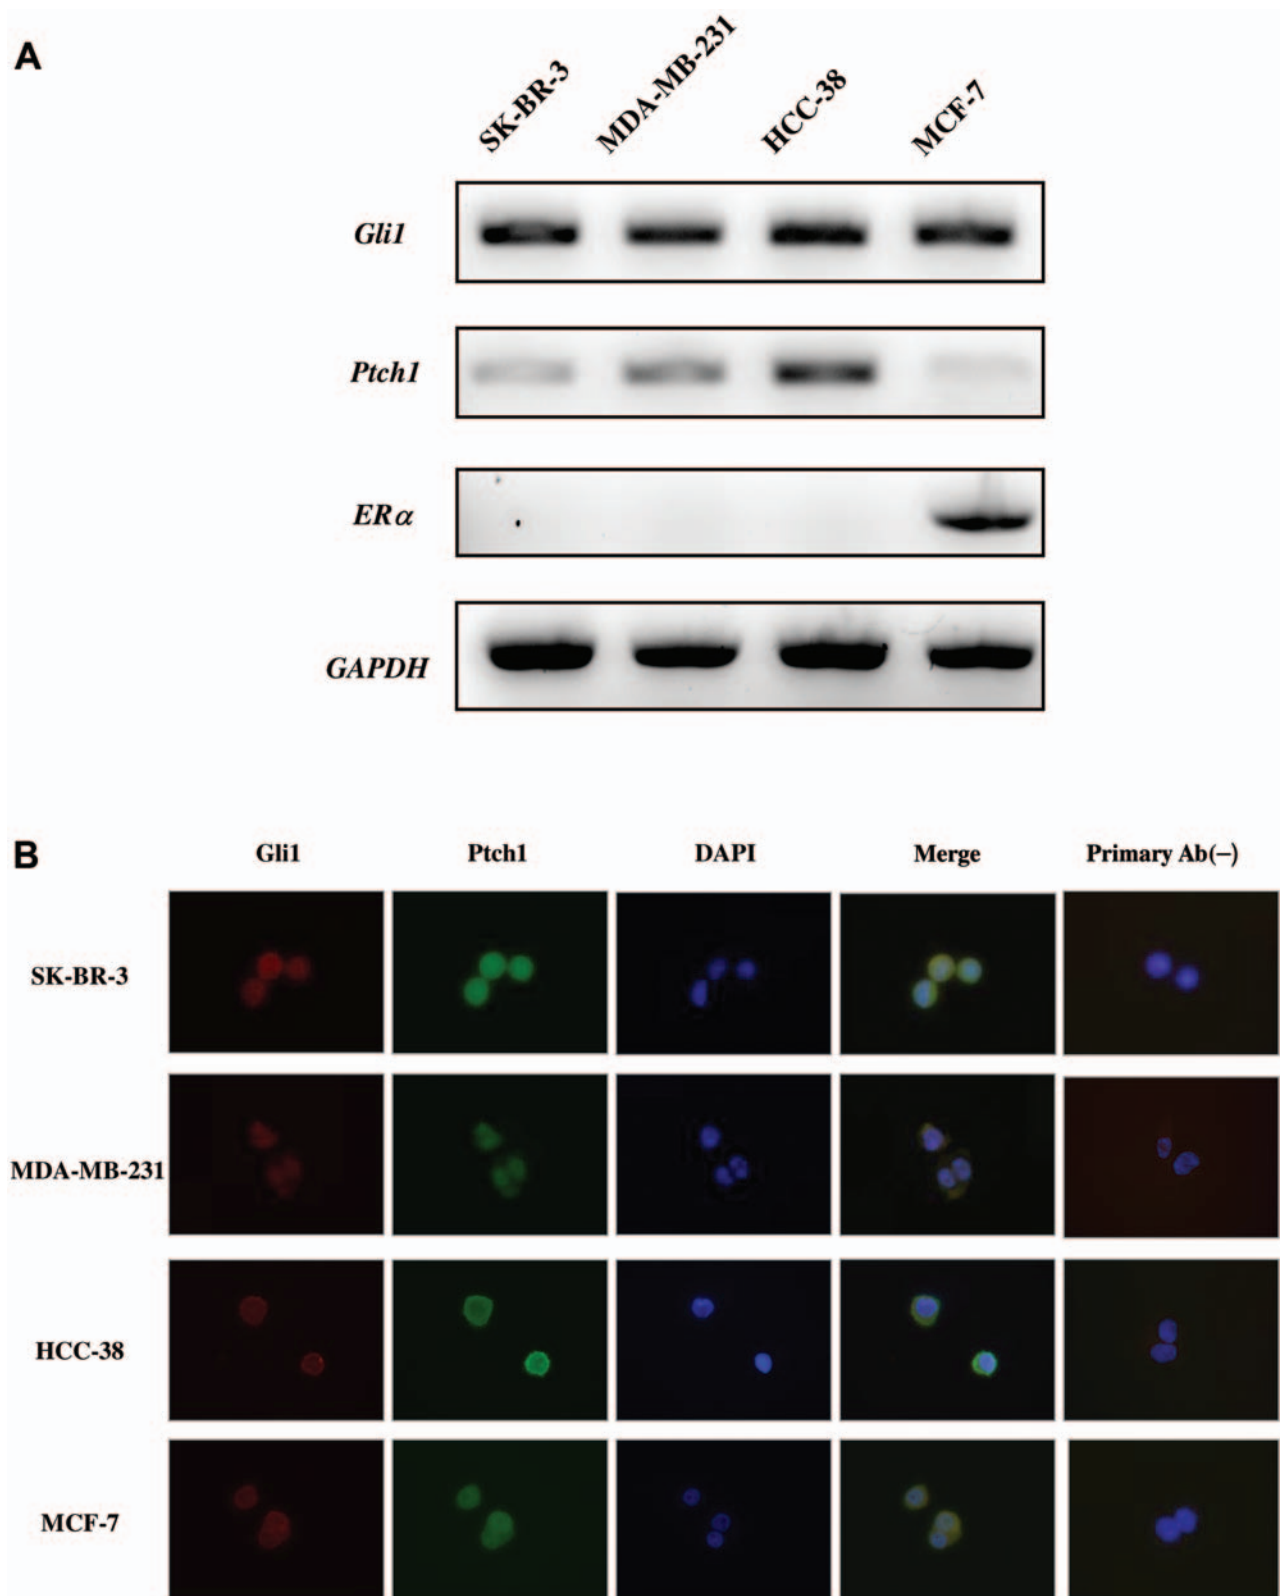 A
SK-BR-3
MDA-MB-231
HCC-38
MCF-7
Gli1
Ptch1
ERα
GAPDH
B
Gli1 Ptch1 DAPI Merge Primary Ab(−)
SK-BR-3
MDA-MB-231
HCC-38
MCF-7